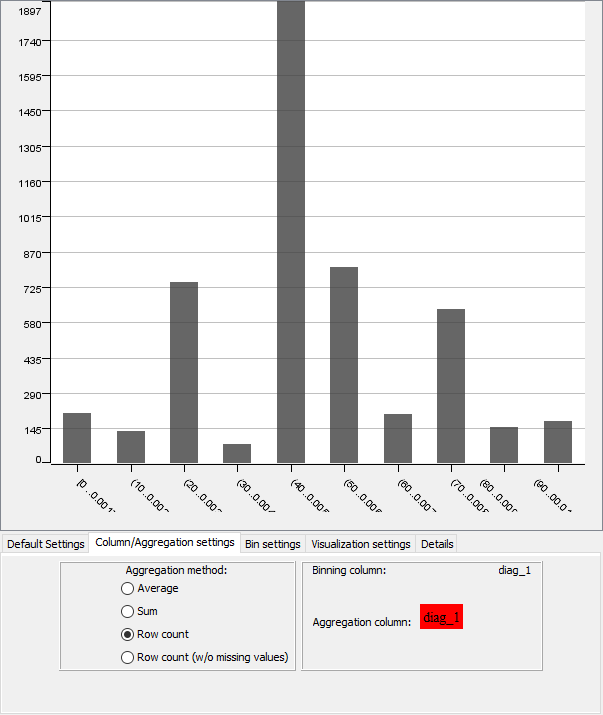 1897
1740
1595
1450
1305
1160
1015
870
725
580
435
290
145
0
Default Settings Column/Aggregation settings Bin settings Visualization settings Details
Aggregation method: Binning column: diag_1
Average
Sum Aggregation column: diag_1
Row count
Row count (w/o missing values)